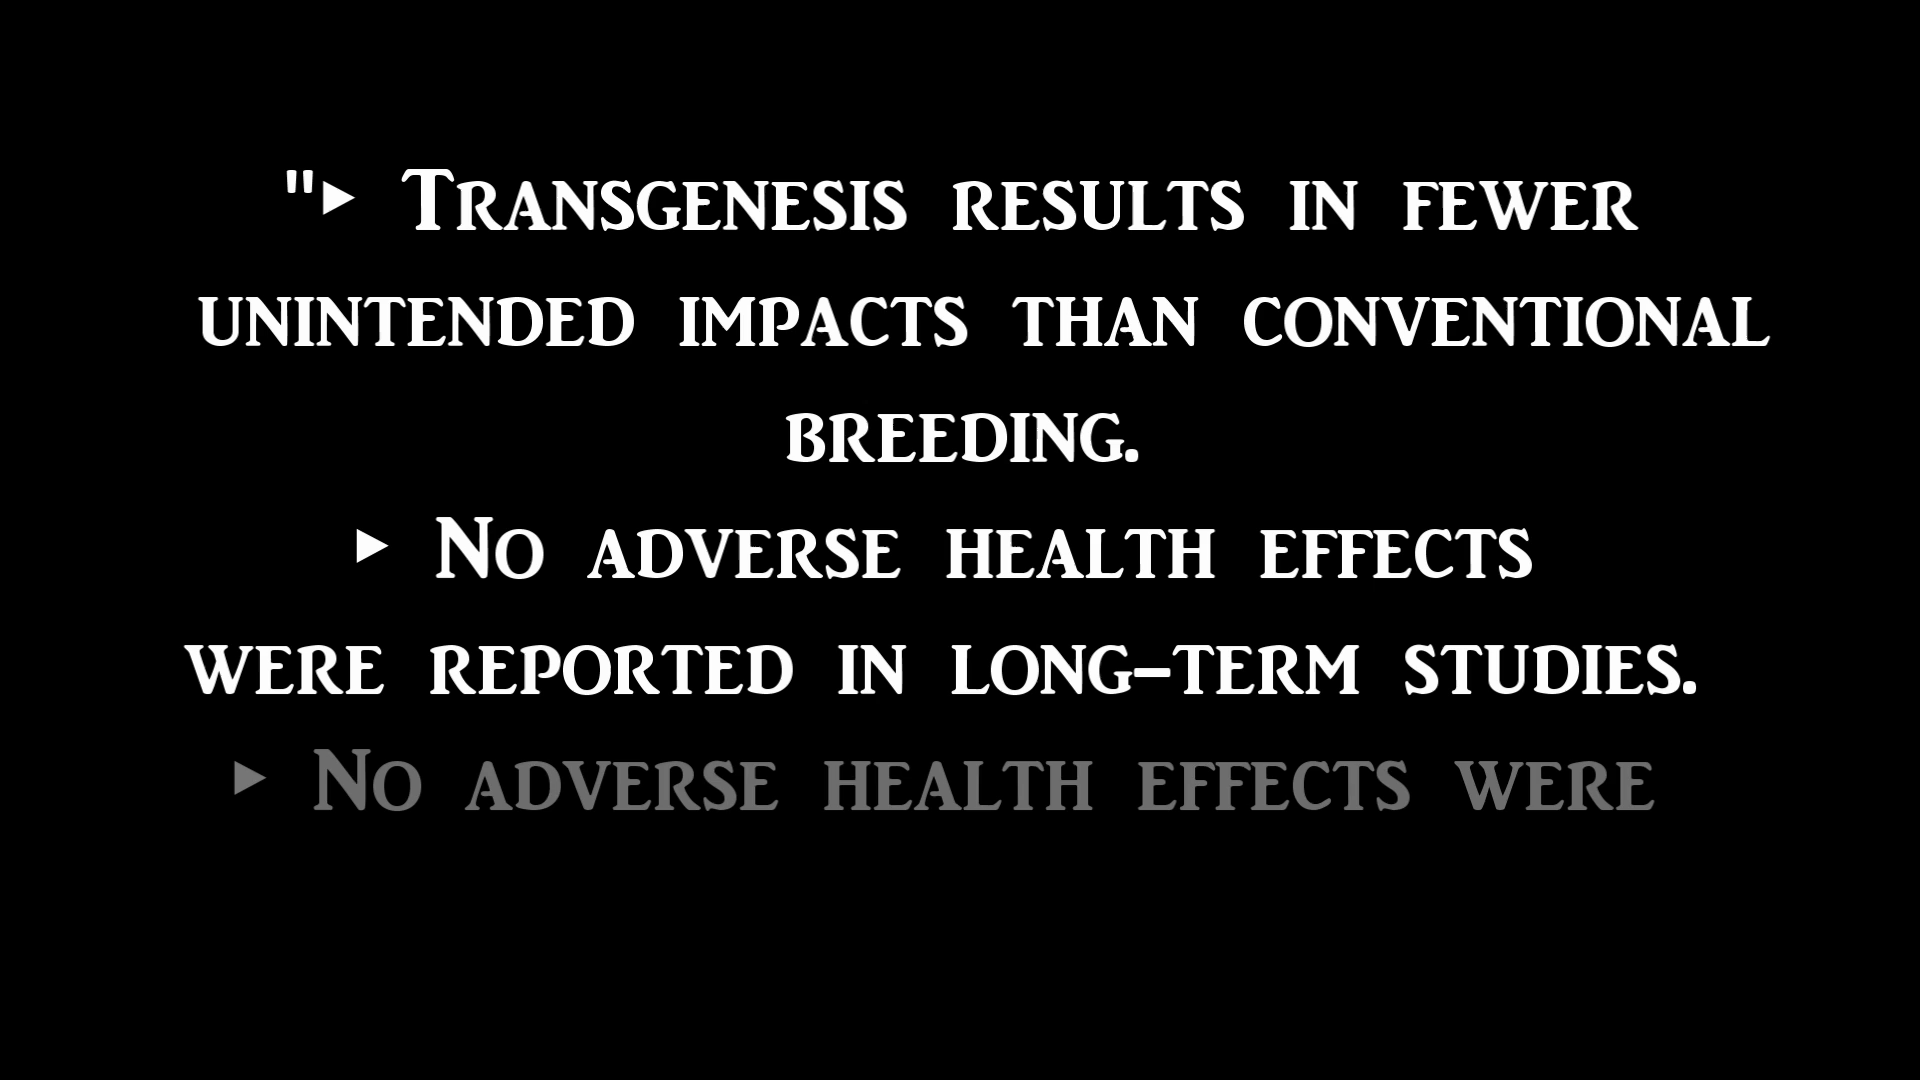 "▸ Transgenesis results in fewer
unintended impacts than conventional
breeding.
▸ No adverse health effects
were reported in long-term studies.
▸ No adverse health effects were